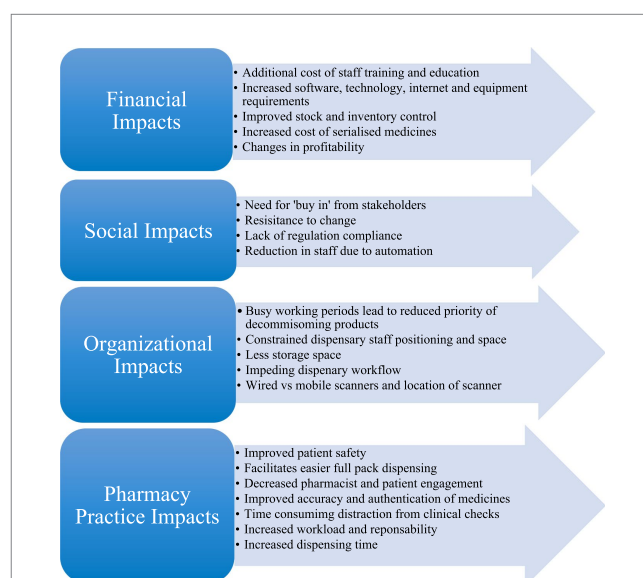 Financial
Impacts
• Additional cost of staff training and education
• Increased software, technology, internet and equipment
requirements
• Improved stock and inventory control
• Increased cost of serialised medicines
• Changes in profitability
Social Impacts
• Need for 'buy in' from stakeholders
• Resisitance to change
• Lack of regulation compliance
• Reduction in staff due to automation
Organizational
Impacts
• Busy working periods lead to reduced priority of
decommisoming products
• Constrained dispensary staff positioning and space
• Less storage space
• Impeding dispenary workflow
• Wired vs mobile scanners and location of scanner
Pharmacy
Practice Impacts
• Improved patient safety
• Facilitates easier full pack dispensing
• Decreased pharmacist and patient engagement
• Improved accuracy and authentication of medicines
• Time consuming distraction from clinical checks
• Increased workload and reponsability
• Increased dispensing time